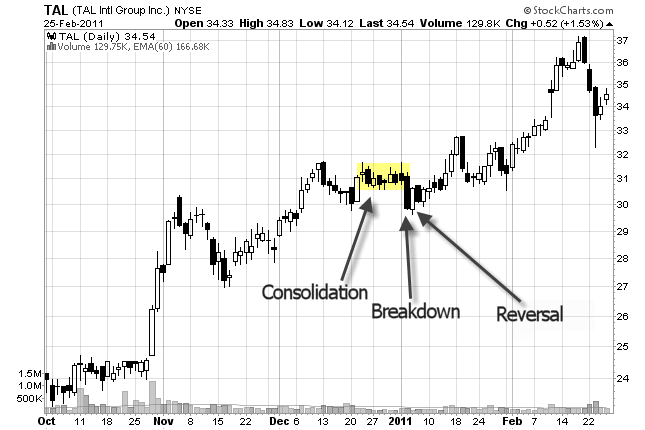 TAL (TAL Intl Group Inc.) NYSE
© StockCharts.com
25-Feb-2011
Open 34.33 High 34.83 Low 34.12 Last 34.54 Volume 129.8K Chg +0.52 (+1.53%)
TAL (Daily) 34.54
Volume 129.75K, EMA(60) 166.68K
37
36
35
34
33
32
31
30
29
28
27
26
25
24
Consolidation
Breakdown
Reversal
1.5M
1.0M
500K
Oct 11 18 25 Nov 8 15 22 Dec 6 13 20 27 2011 10 18 24 Feb 7 14 22